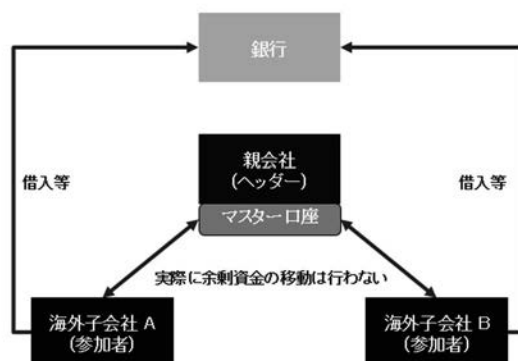 銀行
親会社
(ヘッダー)
マスター口座
借入等
借入等
実際に余剰資金の移動は行わない
海外子会社 A
(参加者)
海外子会社 B
(参加者)